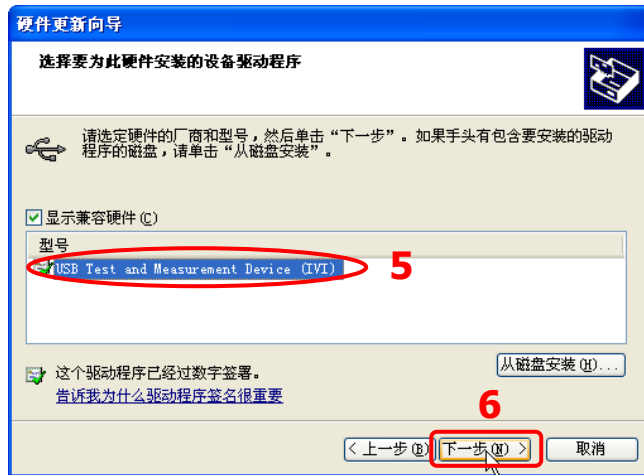 硬件更新向导
选择要为此硬件安装的设备驱动程序
请选定硬件的厂商和型号，然后单击“下一步”。如果手头有包含要安装的驱动
程序的磁盘，请单击“从磁盘安装”。
显示兼容硬件(C)
型号
USB Test and Measurement Device (IVI)
5
这个驱动程序已经过数字签署。
从磁盘安装(H)...
告诉我为什么驱动程序签名很重要
6
< 上一步(B)
下一步(N) >
取消